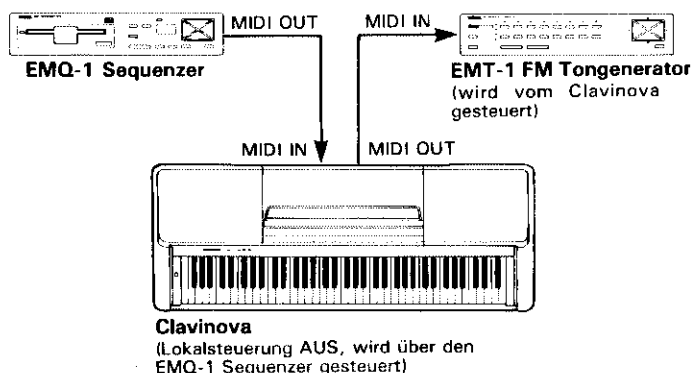 MIDI OUT
MIDI IN
EMQ-1 Sequenzer
EMT-1 FM Tongenerator
(wird vom Clavinova
gesteuert)
MIDI IN
MIDI OUT
Clavinova
(Lokalsteuerung AUS, wird über den
EMQ-1 Sequenzer gesteuert)